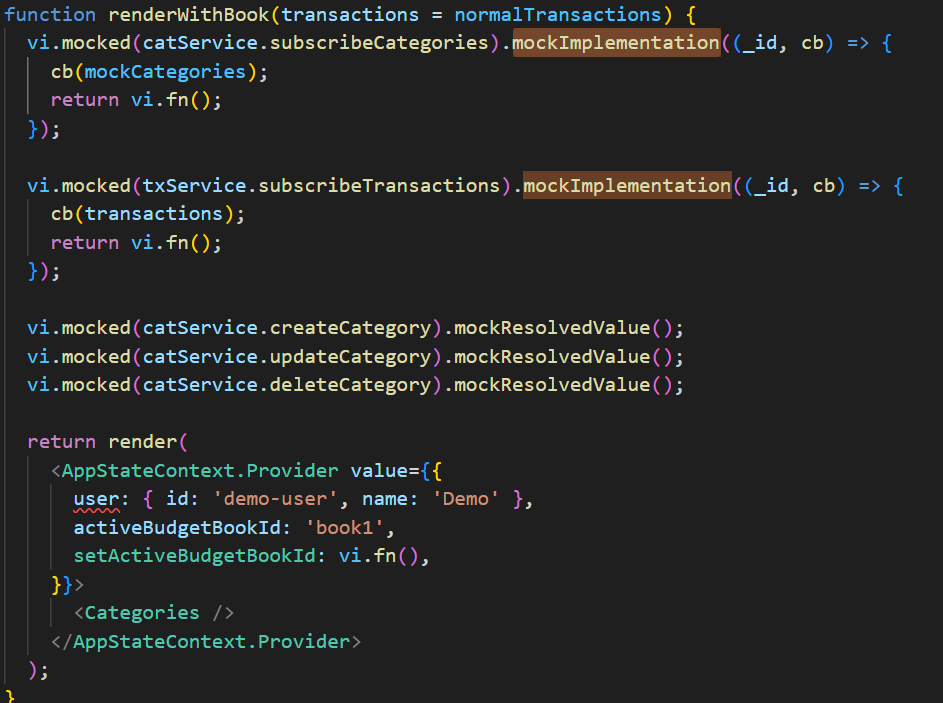 function renderWithBook(transactions = normalTransactions) {
  vi.mocked(catService.subscribeCategories).mockImplementation((_id, cb) => {
    cb(mockCategories);
    return vi.fn();
  });

  vi.mocked(txService.subscribeTransactions).mockImplementation((_id, cb) => {
    cb(transactions);
    return vi.fn();
  });

  vi.mocked(catService.createCategory).mockResolvedValue();
  vi.mocked(catService.updateCategory).mockResolvedValue();
  vi.mocked(catService.deleteCategory).mockResolvedValue();

  return render(
    <AppStateContext.Provider value={{
      user: { id: 'demo-user', name: 'Demo' },
      activeBudgetBookId: 'book1',
      setActiveBudgetBookId: vi.fn(),
    }}>
      <Categories />
    </AppStateContext.Provider>
  );
}